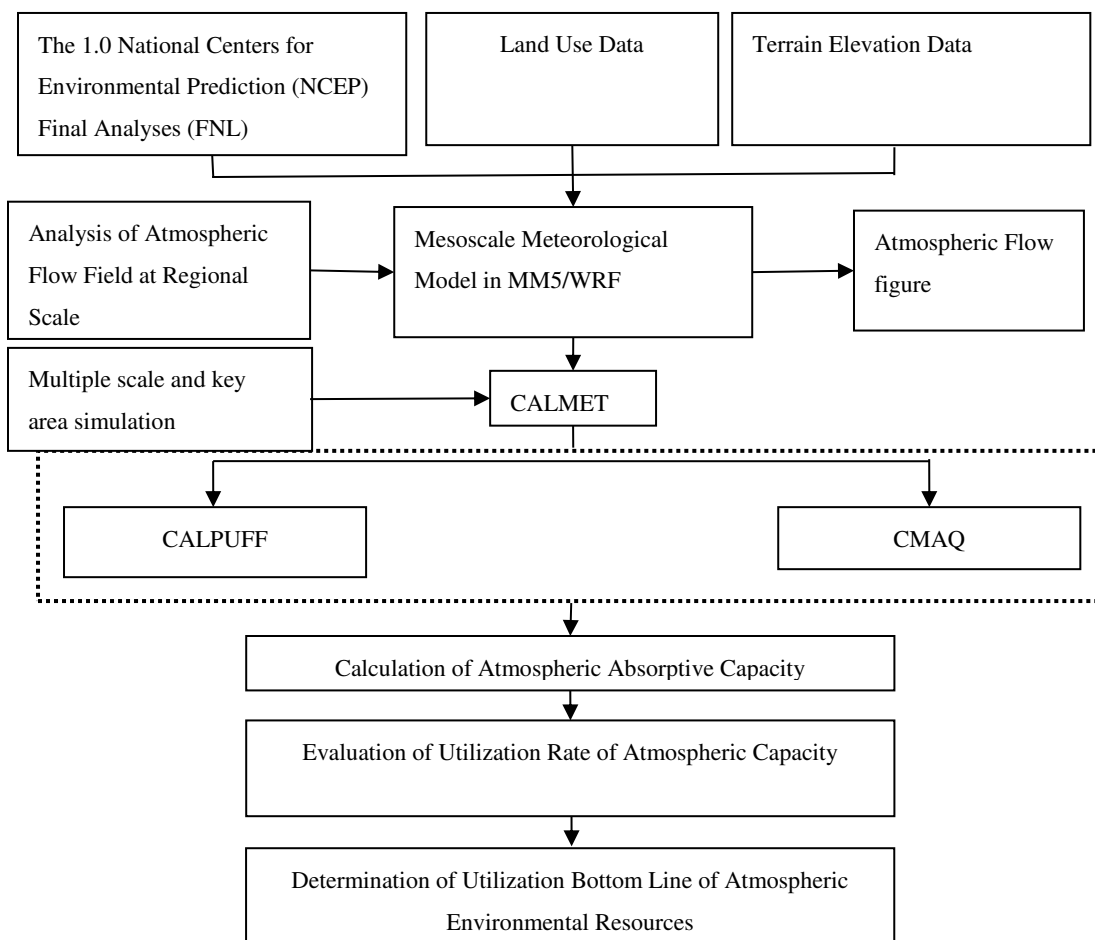 The 1.0 National Centers for
Environmental Prediction (NCEP)
Final Analyses (FNL)
Land Use Data
Terrain Elevation Data
Analysis of Atmospheric
Flow Field at Regional
Scale
Mesoscale Meteorological
Model in MM5/WRF
Atmospheric Flow
figure
Multiple scale and key
area simulation
CALMET
CALPUFF
CMAQ
Calculation of Atmospheric Absorptive Capacity
Evaluation of Utilization Rate of Atmospheric Capacity
Determination of Utilization Bottom Line of Atmospheric
Environmental Resources